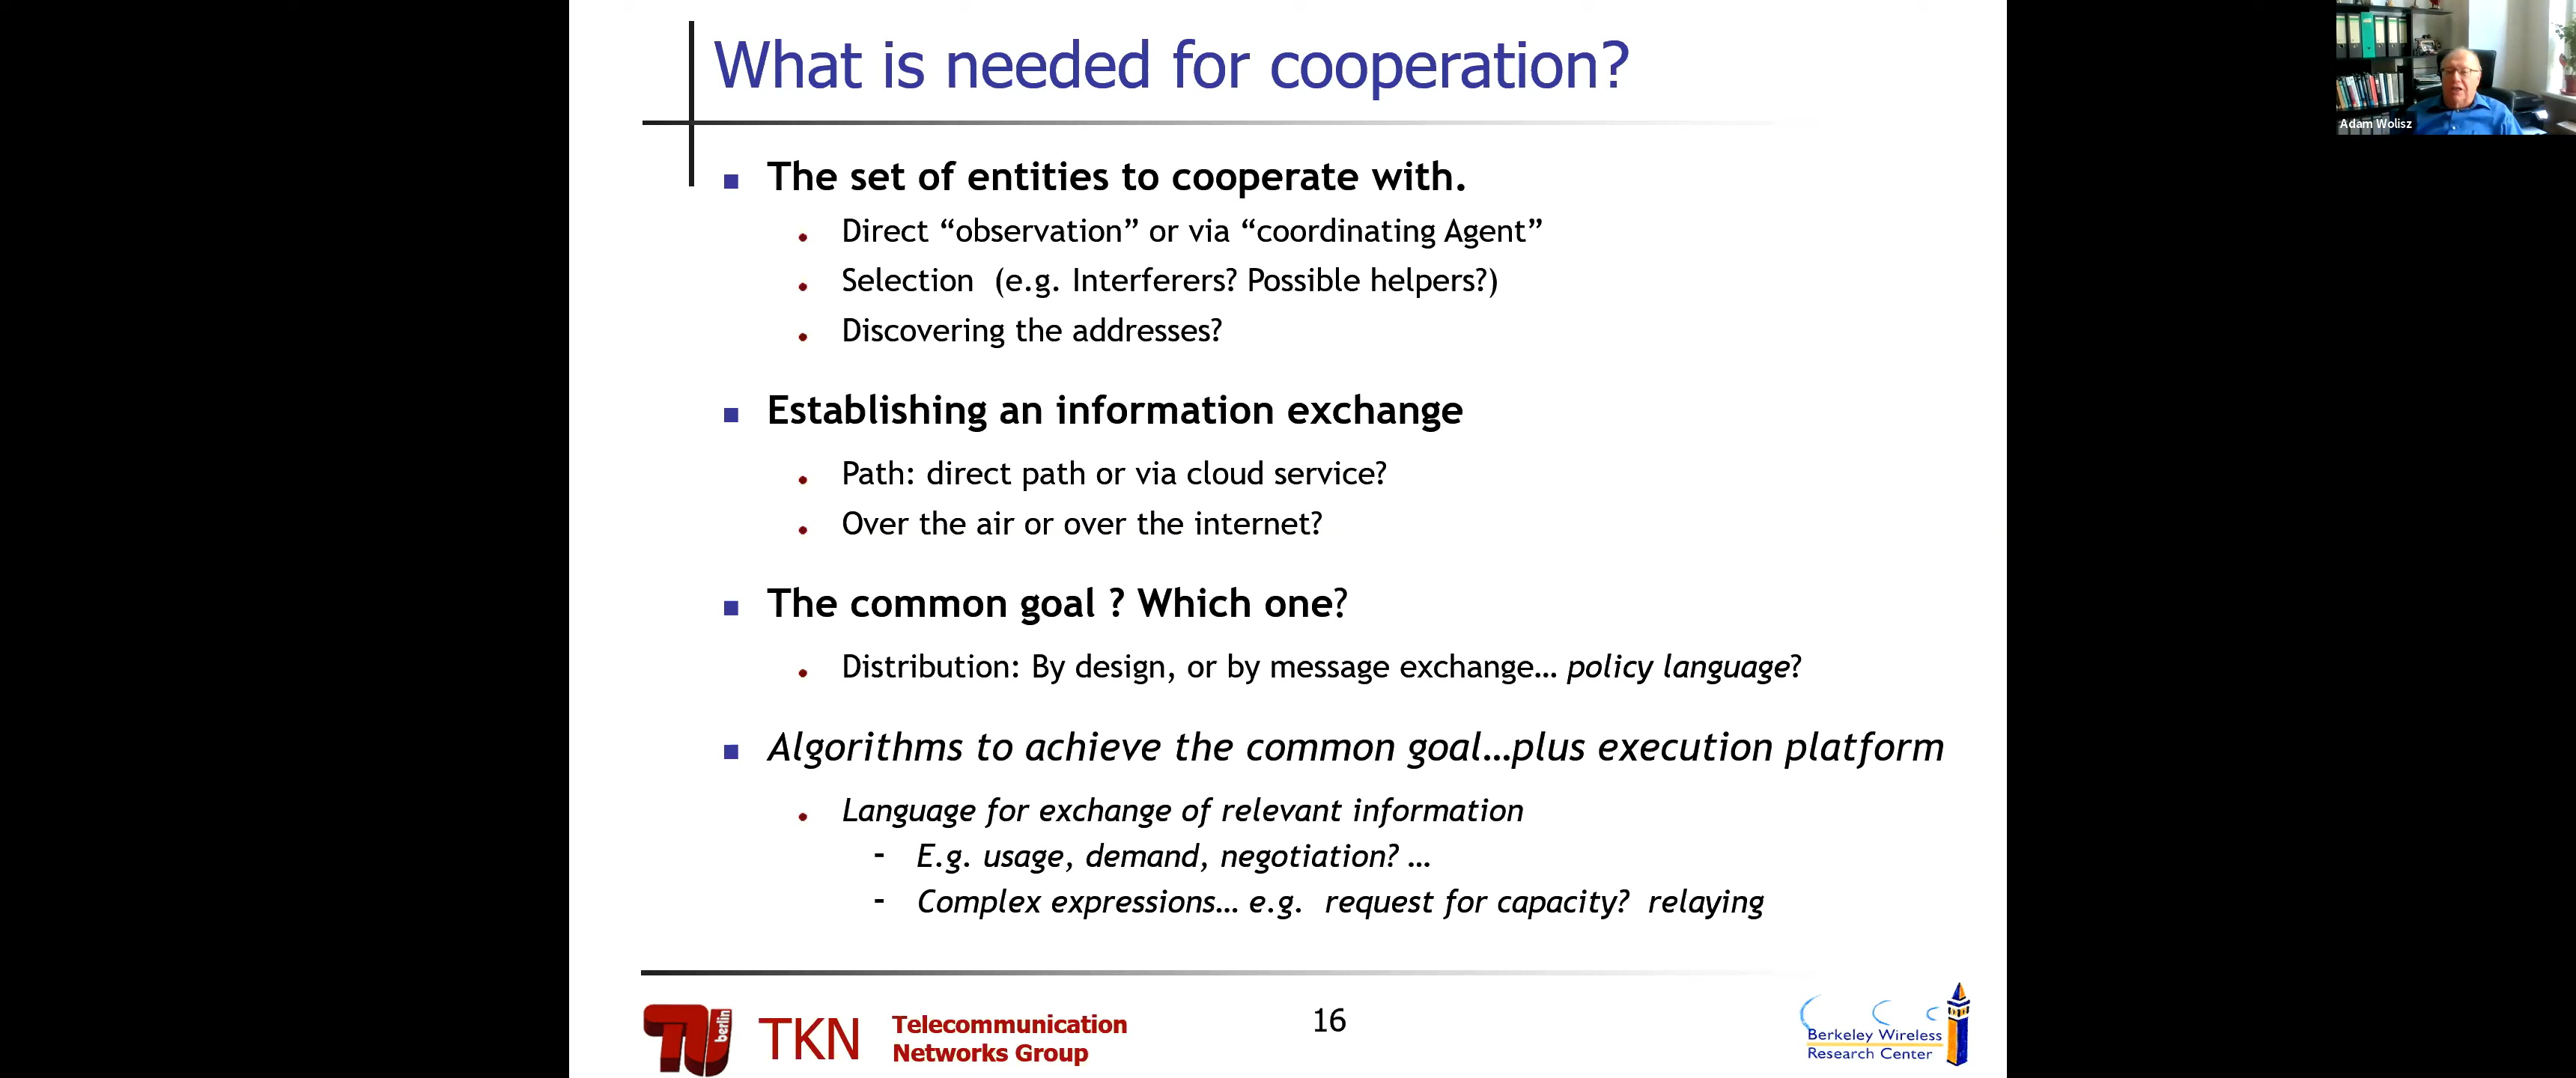 What is needed for cooperation?
Adam Wolisz
The set of entities to cooperate with.
Direct “observation” or via “coordinating Agent”
Selection (e.g. Interferers? Possible helpers?)
Discovering the addresses?
Establishing an information exchange
Path: direct path or via cloud service?
Over the air or over the internet?
The common goal ? Which one?
Distribution: By design, or by message exchange… policy language?
Algorithms to achieve the common goal…plus execution platform
Language for exchange of relevant information
- E.g. usage, demand, negotiation? …
- Complex expressions… e.g. request for capacity? relaying
TU berlin
TKN
Telecommunication
Networks Group
16
Berkeley Wireless
Research Center